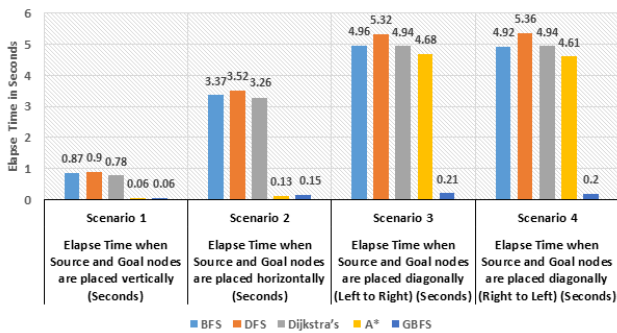 Elapse Time in Seconds
6
5
4
3
2
1
0
0.87
0.9
0.78
0.06
0.06
3.37
3.52
3.26
0.13
0.15
4.96
5.32
4.94
4.68
0.21
4.92
5.36
4.94
4.61
0.2
Scenario 1
Scenario 2
Scenario 3
Scenario 4
Elapse Time when
Source and Goal nodes
are placed vertically
(Seconds)
Elapse Time when
Source and Goal nodes
are placed horizontally
(Seconds)
Elapse Time when
Source and Goal nodes
are placed diagonally
(Left to Right) (Seconds)
Elapse Time when
Source and Goal nodes
are placed diagonally
(Right to Left) (Seconds)
BFS DFS Dijkstra's A* GBFS